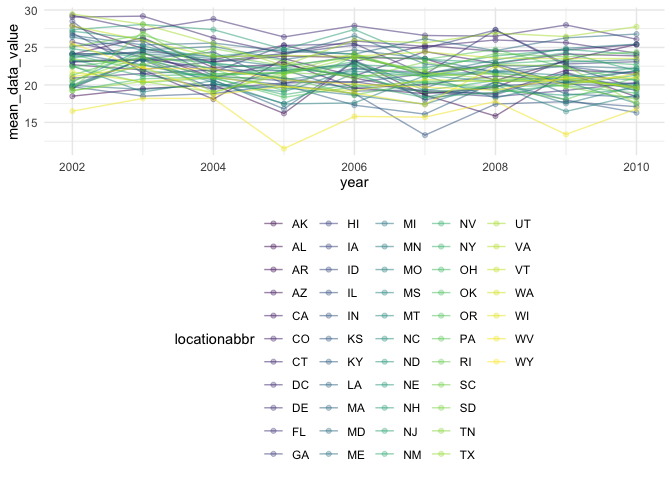 30
25
20
15
mean_data_value
2002 2004 2006 2008 2010
year
AK HI MI NV UT
AL IA MN NY VA
AR ID MO OH VT
AZ IL MS OK WA
CA IN MT OR WI
locationabbr CO KS NC PA WV
CT KY ND RI WY
DC LA NE SC
DE MA NH SD
FL MD NJ TN
GA ME NM TX